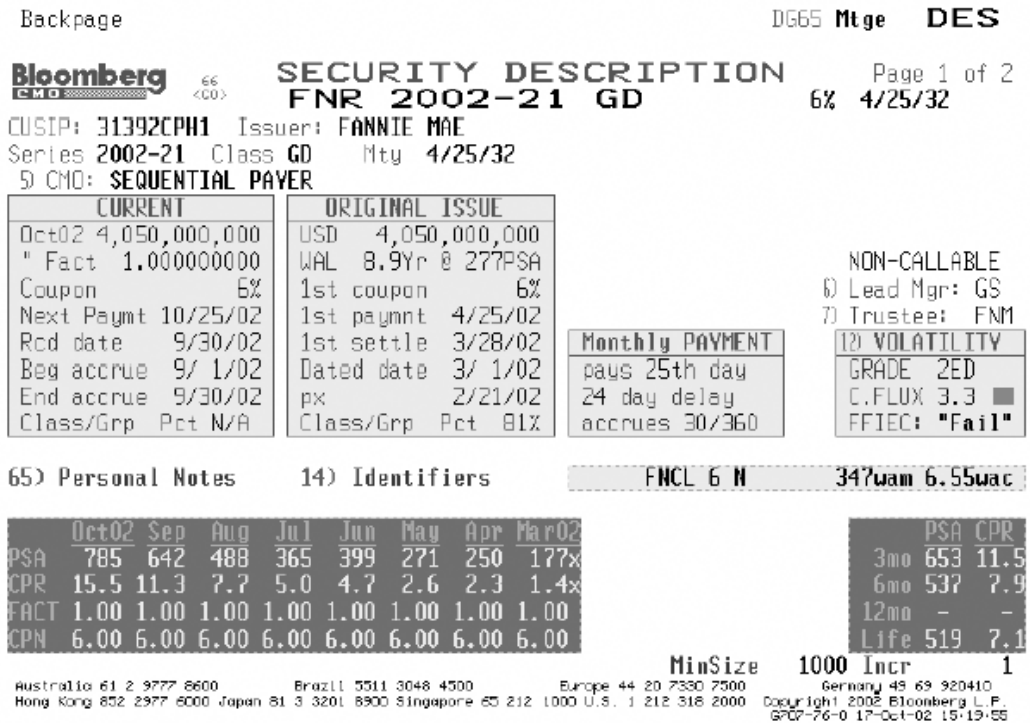 Backpage DG65 Mtge DES
Bloomberg 66 SECURITY DESCRIPTION Page 1 of 2
CMO <GO> FNR 2002-21 GD 6% 4/25/32
CUSIP: 31392CPH1 Issuer: FANNIE MAE
Series 2002-21 Class GD Mty 4/25/32
5) CMO: SEQUENTIAL PAYER
CURRENT ORIGINAL ISSUE
Oct02 4,050,000,000 USD 4,050,000,000
" Fact 1.000000000 WAL 8.9Yr @ 277PSA NON-CALLABLE
Coupon 6% 1st coupon 6% 6) Lead Mgr: GS
Next Paymt 10/25/02 1st paymnt 4/25/02 7) Trustee: FNM
Rcd date 9/30/02 1st settle 3/28/02 Monthly PAYMENT 12) VOLATILITY
Beg accrue 9/ 1/02 Dated date 3/ 1/02 pays 25th day GRADE 2ED
End accrue 9/30/02 px 2/21/02 24 day delay C.FLUX 3.3
Class/Grp Pct N/A Class/Grp Pct 81% accrues 30/360 FFIEC: "Fail"
65) Personal Notes 14) Identifiers FNCL 6 N 347wam 6.55wac
Oct02 Sep Aug Jul Jun May Apr Mar02 PSA CPR
PSA 785 642 488 365 399 271 250 177x 3mo 653 11.5
CPR 15.5 11.3 7.7 5.0 4.7 2.6 2.3 1.4x 6mo 537 7.9
FACT 1.00 1.00 1.00 1.00 1.00 1.00 1.00 1.00 12mo - -
CPN 6.00 6.00 6.00 6.00 6.00 6.00 6.00 6.00 Life 519 7.1
MinSize 1000 Incr 1
Australia 61 2 9777 8600 Brazil 5511 3048 4500 Europe 44 20 7330 7500 Germany 49 69 920410
Hong Kong 852 2977 6000 Japan 81 3 3201 8900 Singapore 65 212 1000 U.S. 1 212 318 2000 Copyright 2002 Bloomberg L.P.
G707-76-0 17-Oct-02 15:19:55